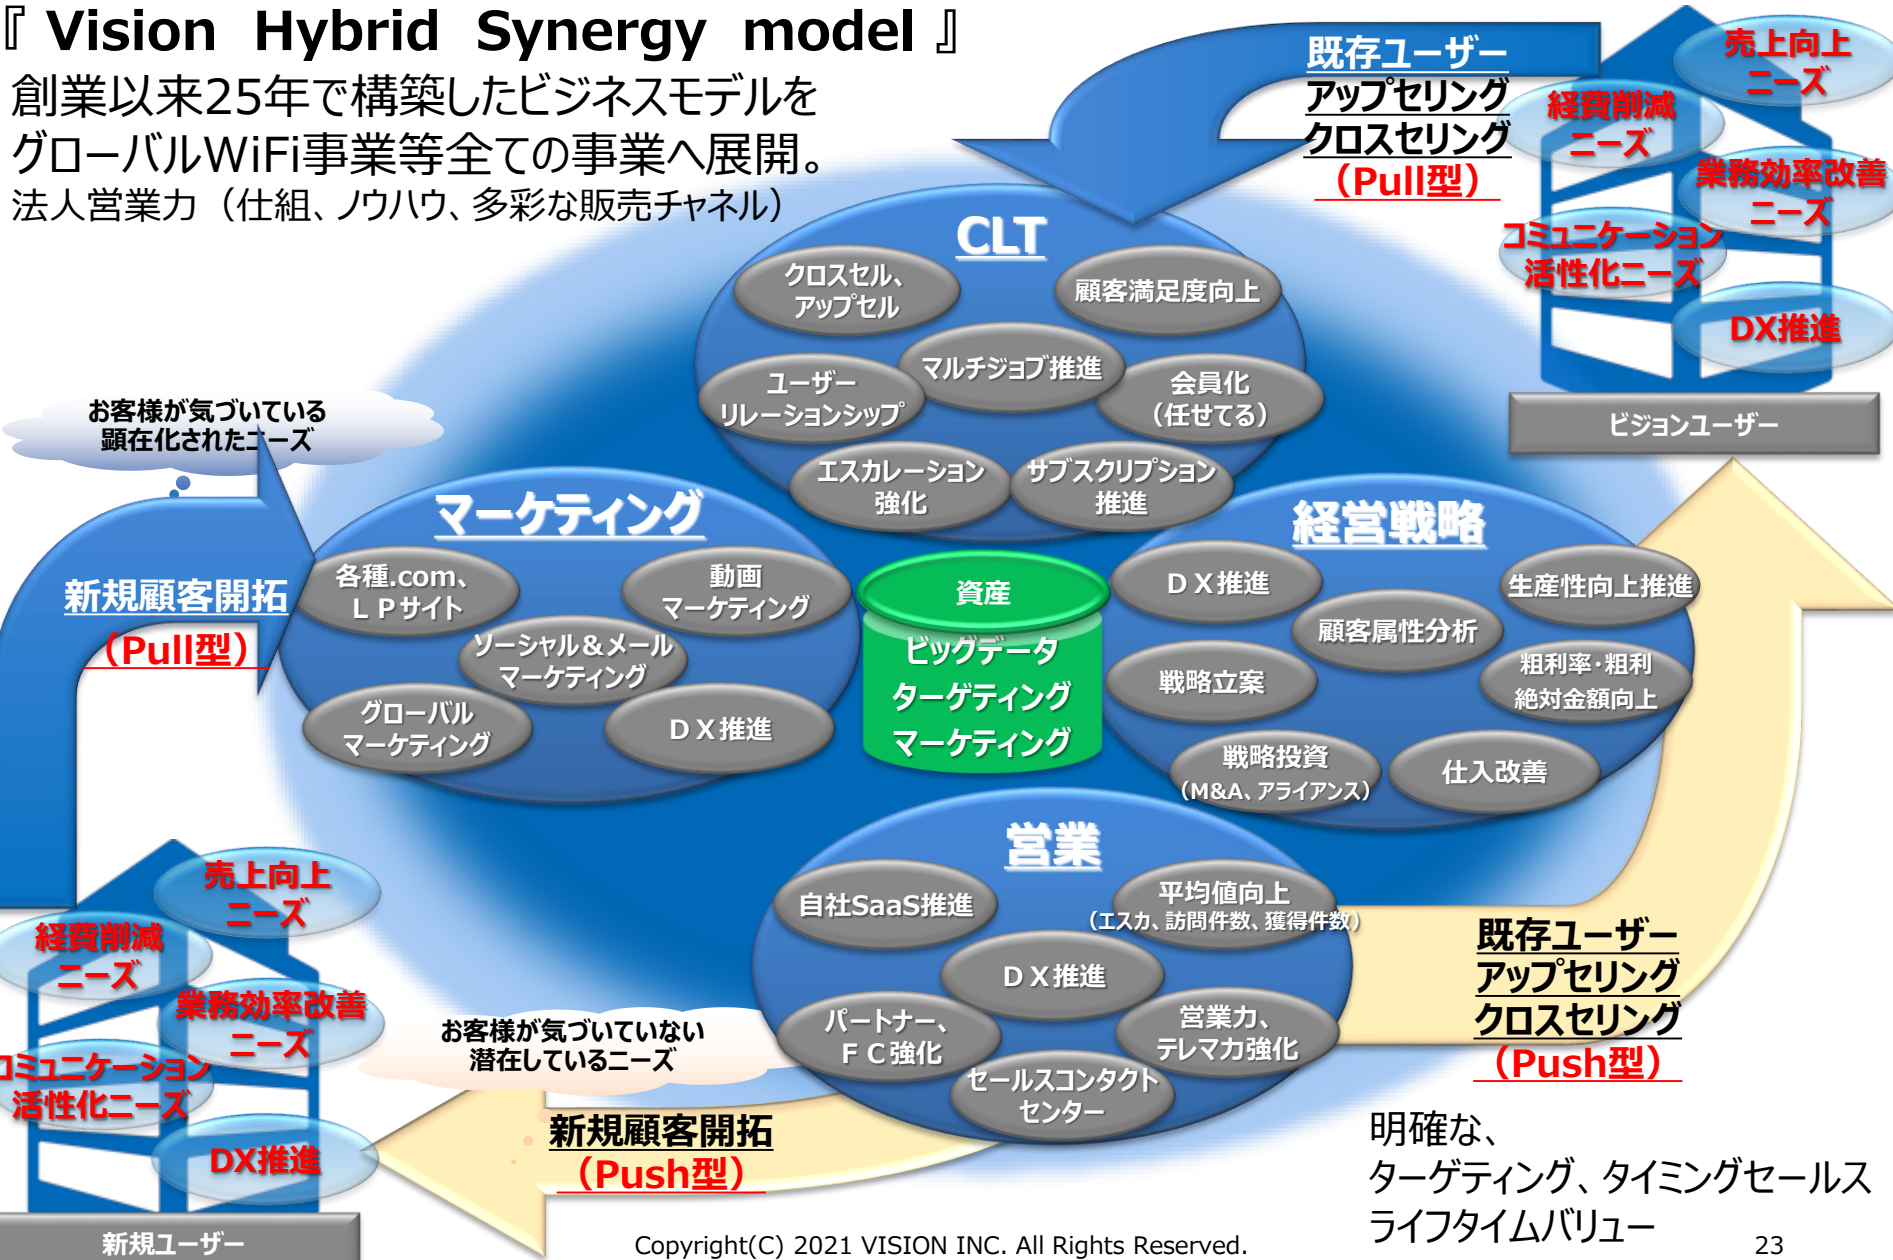 『 Vision Hybrid Synergy model 』
創業以来25年で構築したビジネスモデルを
グローバルWiFi事業等全ての事業へ展開。
法人営業力（仕組、ノウハウ、多彩な販売チャネル）
既存ユーザー
アップセリング
クロスセリング
（Pull型）
売上向上
ニーズ
経費削減
ニーズ
業務効率改善
ニーズ
コミュニケーション
活性化ニーズ
DX推進
ビジョンユーザー
CLT
クロスセル、
アップセル
顧客満足度向上
マルチジョブ推進
ユーザー
リレーションシップ
会員化
（任せてる）
エスカレーション
強化
サブスクリプション
推進
お客様が気づいている
顕在化されたニーズ
新規顧客開拓
（Pull型）
マーケティング
各種.com、
ＬＰサイト
動画
マーケティング
ソーシャル＆メール
マーケティング
グローバル
マーケティング
ＤＸ推進
資産
ビッグデータ
ターゲティング
マーケティング
経営戦略
ＤＸ推進
生産性向上推進
顧客属性分析
戦略立案
粗利率・粗利
絶対金額向上
戦略投資
（M&A、アライアンス）
仕入改善
営業
自社SaaS推進
平均値向上
（エスカ、訪問件数、獲得件数）
ＤＸ推進
パートナー、
ＦＣ強化
営業力、
テレマ力強化
セールスコンタクト
センター
既存ユーザー
アップセリング
クロスセリング
（Push型）
お客様が気づいていない
潜在しているニーズ
新規顧客開拓
（Push型）
売上向上
ニーズ
経費削減
ニーズ
業務効率改善
ニーズ
コミュニケーション
活性化ニーズ
DX推進
新規ユーザー
明確な、
ターゲティング、タイミングセールス
ライフタイムバリュー
Copyright(C) 2021 VISION INC. All Rights Reserved.
23